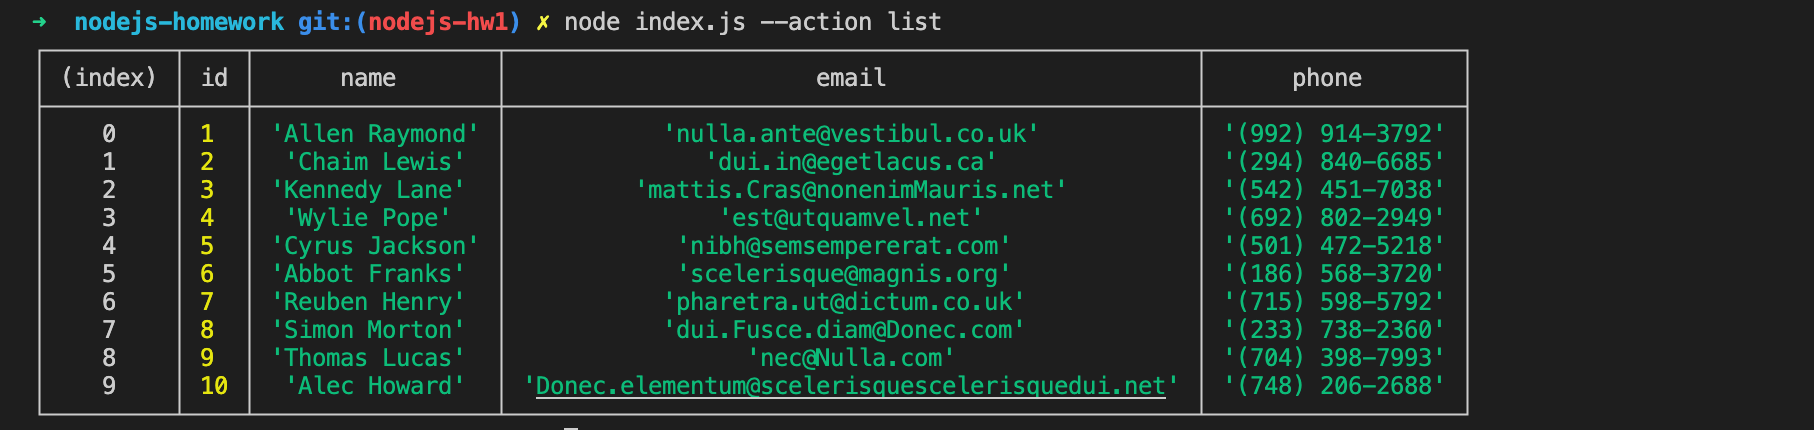 ➜ nodejs-homework git:(nodejs-hw1) ✗ node index.js --action list
(index) id name email phone
0 1 'Allen Raymond' 'nulla.ante@vestibul.co.uk' '(992) 914-3792'
1 2 'Chaim Lewis' 'dui.in@egetlacus.ca' '(294) 840-6685'
2 3 'Kennedy Lane' 'mattis.Cras@nonenimMauris.net' '(542) 451-7038'
3 4 'Wylie Pope' 'est@utquamvel.net' '(692) 802-2949'
4 5 'Cyrus Jackson' 'nibh@semsempererat.com' '(501) 472-5218'
5 6 'Abbot Franks' 'scelerisque@magnis.org' '(186) 568-3720'
6 7 'Reuben Henry' 'pharetra.ut@dictum.co.uk' '(715) 598-5792'
7 8 'Simon Morton' 'dui.Fusce.diam@Donec.com' '(233) 738-2360'
8 9 'Thomas Lucas' 'nec@Nulla.com' '(704) 398-7993'
9 10 'Alec Howard' 'Donec.elementum@scelerisquescelerisquedui.net' '(748) 206-2688'